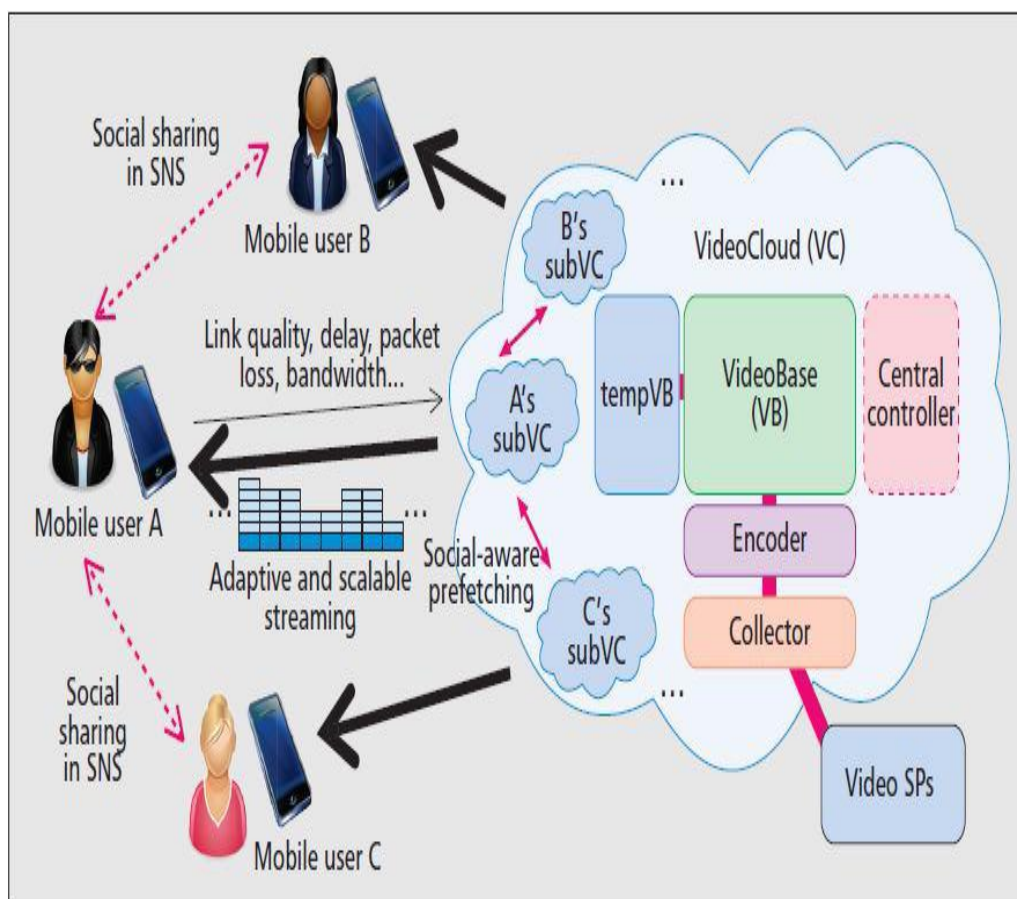 Social sharing
in SNS
Mobile user B
...
B's
subVC
VideoCloud (VC)
Link quality, delay, packet
loss, bandwidth...
A's
subVC
tempVB
VideoBase
(VB)
Central
controller
Mobile user A
...
...
Adaptive and scalable
streaming
Social-aware
prefetching
Encoder
C's
subVC
Collector
...
Social
sharing
in SNS
Mobile user C
Video SPs